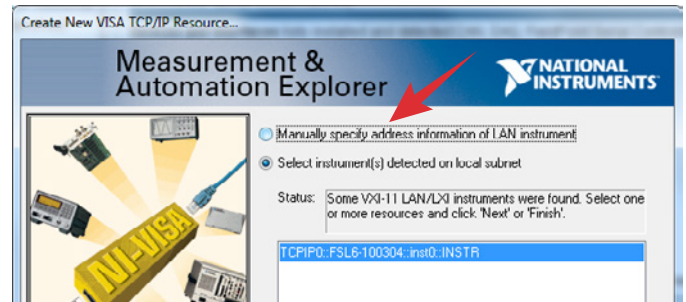 Create New VISA TCP/IP Resource...
Measurement &
Automation Explorer
NATIONAL
INSTRUMENTS
Manually specify address information of LAN instrument
Select instrument(s) detected on local subnet
Status:
Some VXI-11 LAN/LXI instruments were found. Select one
or more resources and click 'Next' or 'Finish'.
NI-VISA
TCPIP0::FSL6-100304::inst0::INSTR